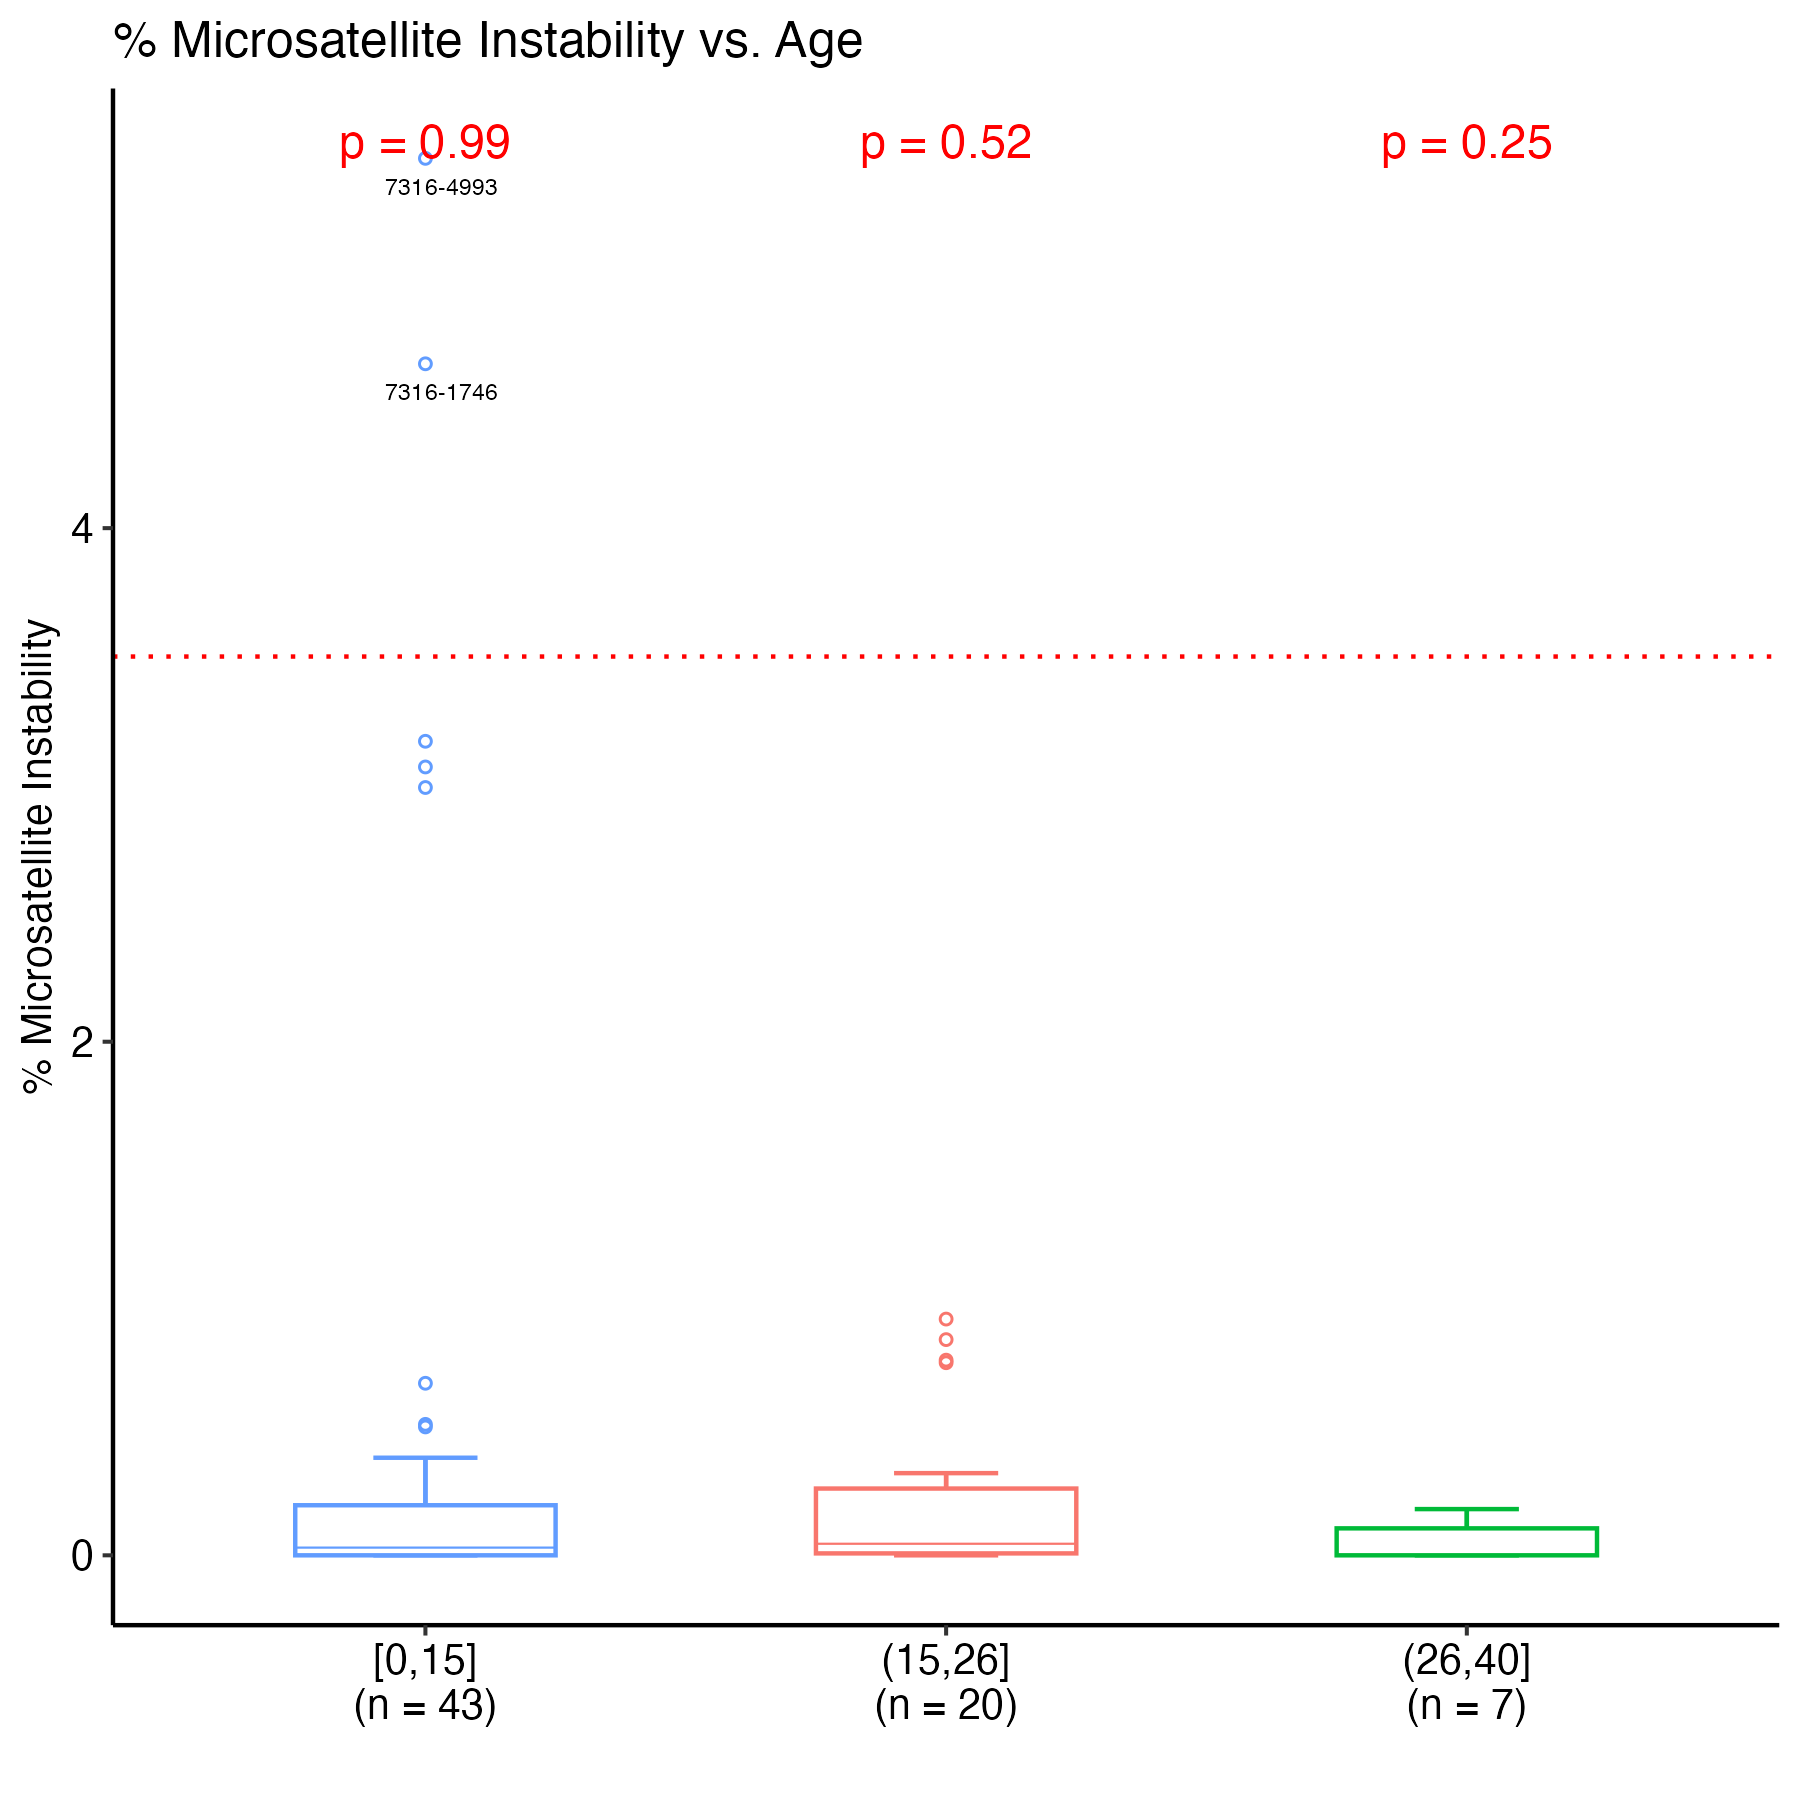 % Microsatellite Instability vs. Age
p = 0.99
p = 0.52
p = 0.25
7316-4993
7316-1746
% Microsatellite Instability
4
2
0
[0,15]
(n = 43)
(15,26]
(n = 20)
(26,40]
(n = 7)